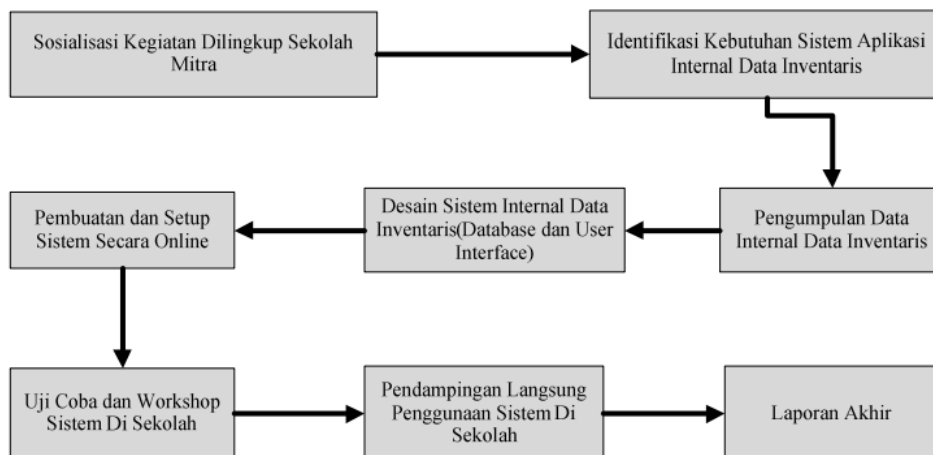 Sosialisasi Kegiatan Dilingkup Sekolah
Mitra
Identifikasi Kebutuhan Sistem Aplikasi
Internal Data Inventaris
Pengumpulan Data
Internal Data Inventaris
Desain Sistem Internal Data
Inventaris(Database dan User
Interface)
Pembuatan dan Setup
Sistem Secara Online
Uji Coba dan Workshop
Sistem Di Sekolah
Pendampingan Langsung
Penggunaan Sistem Di
Sekolah
Laporan Akhir